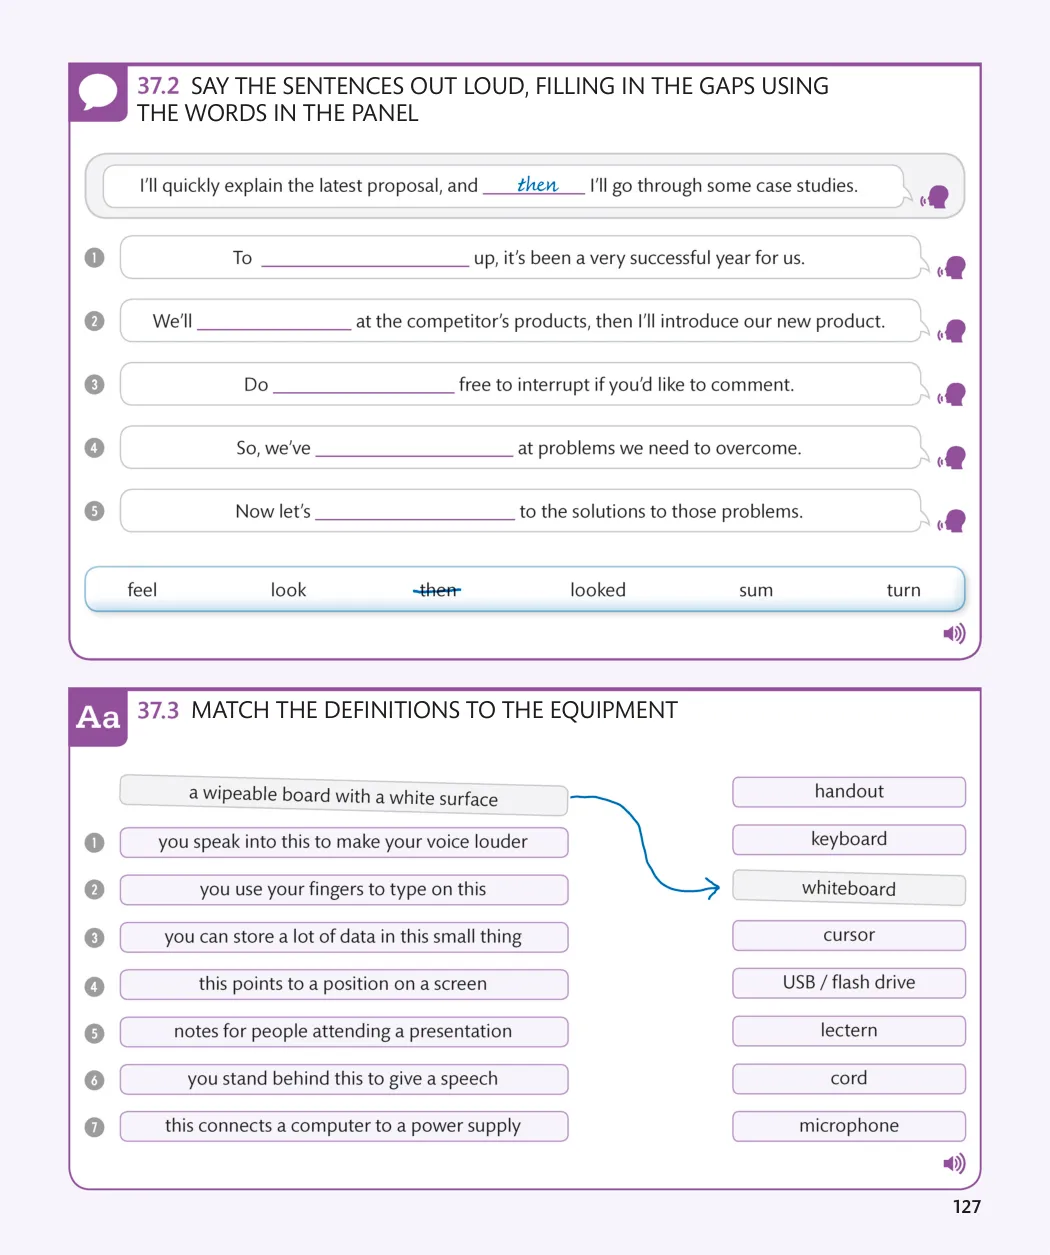 37.2 SAY THE SENTENCES OUT LOUD, FILLING IN THE GAPS USING
THE WORDS IN THE PANEL
I’ll quickly explain the latest proposal, and then I’ll go through some case studies.
1 To ____ up, it’s been a very successful year for us.
2 We’ll ____ at the competitor’s products, then I’ll introduce our new product.
3 Do ____ free to interrupt if you’d like to comment.
4 So, we’ve ____ at problems we need to overcome.
5 Now let’s ____ to the solutions to those problems.
feel look then looked sum turn
Aa 37.3 MATCH THE DEFINITIONS TO THE EQUIPMENT
a wipeable board with a white surface handout
1 you speak into this to make your voice louder keyboard
2 you use your fingers to type on this whiteboard
3 you can store a lot of data in this small thing cursor
4 this points to a position on a screen USB / flash drive
5 notes for people attending a presentation lectern
6 you stand behind this to give a speech cord
7 this connects a computer to a power supply microphone
127